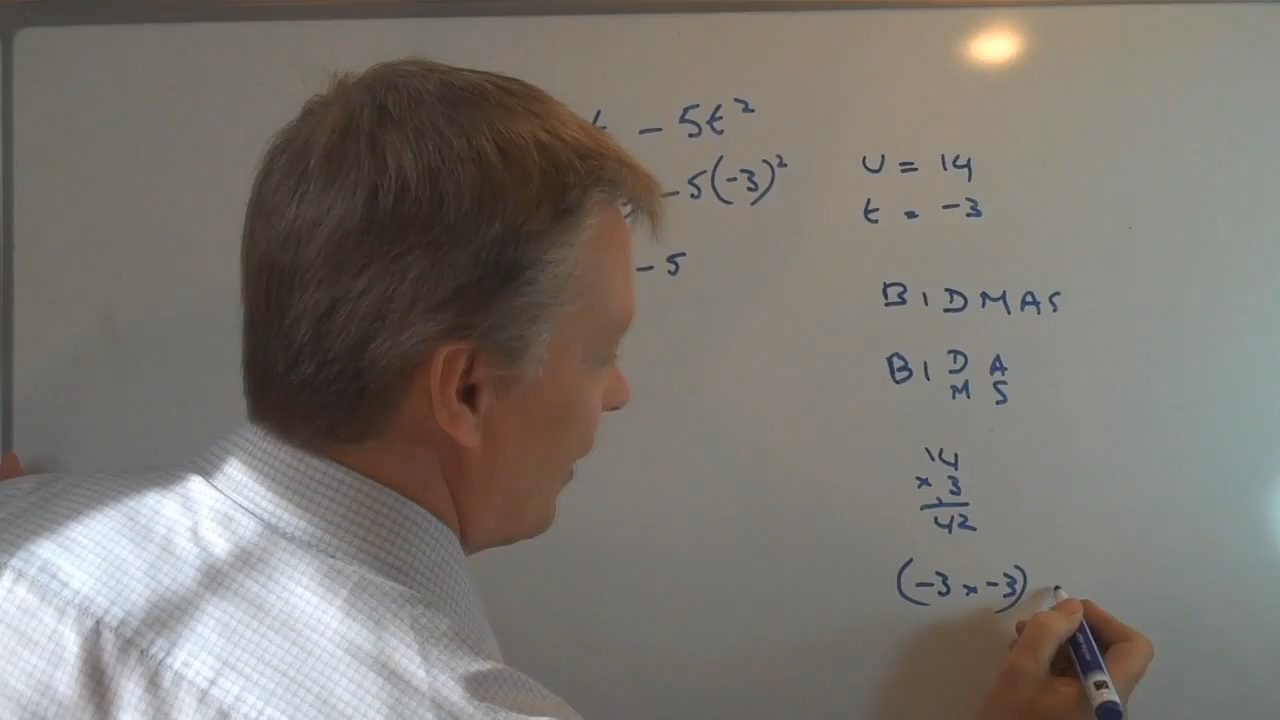 t - 5t²
- 5(-3)²
- 5
U = 14
t = -3
BIDMAS
BI D A
M S
14
x 3
42
(-3 x -3)